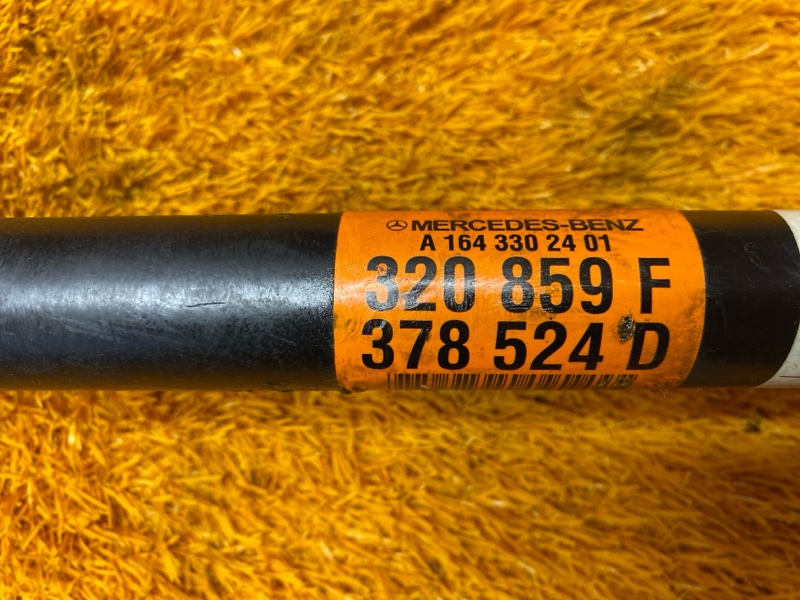 MERCEDES-BENZ
A 164 330 24 01
320 859 F
378 524 D